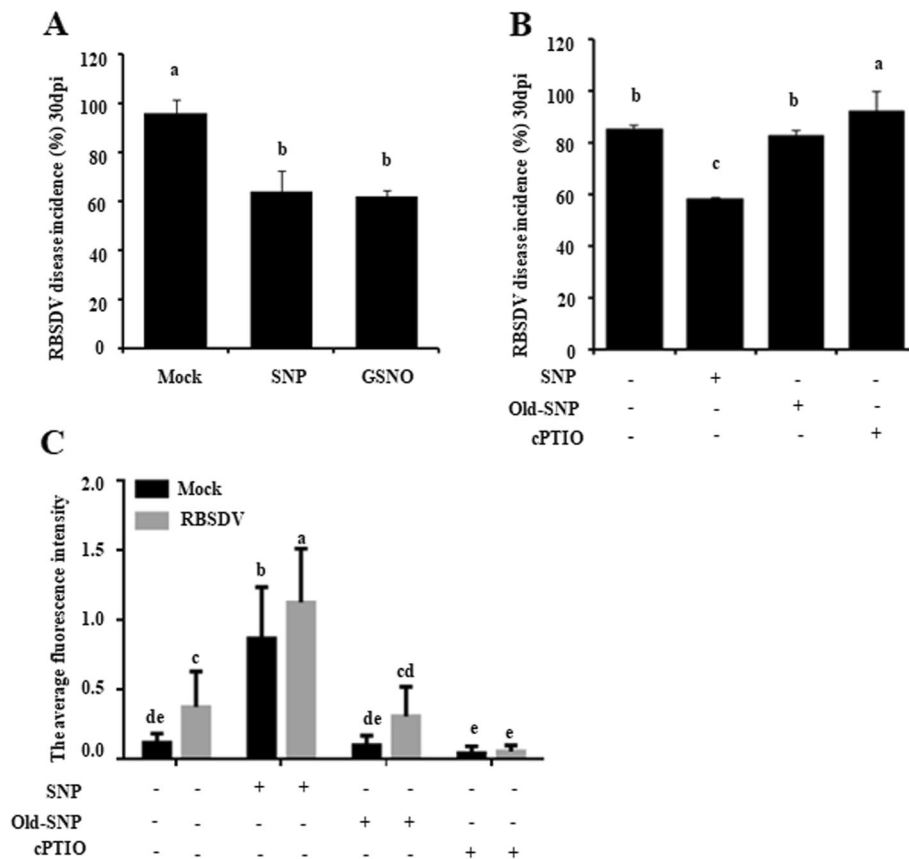 A
RBSDV disease incidence (%) 30dpi
120
100
80
60
40
20
0
a
b
b
Mock SNP GSNO
B
RBSDV disease incidence (%) 30dpi
120
100
80
60
40
20
0
b
c
b
a
SNP - + - -
Old-SNP - - + -
cPTIO - - - +
C
The average fluorescence intensity
2.0
1.5
1.0
0.5
0.0
Mock
RBSDV
de
c
b
a
de
cd
e
e
SNP - - + + - - - -
Old-SNP - - - - + + - -
cPTIO - - - - - - + +